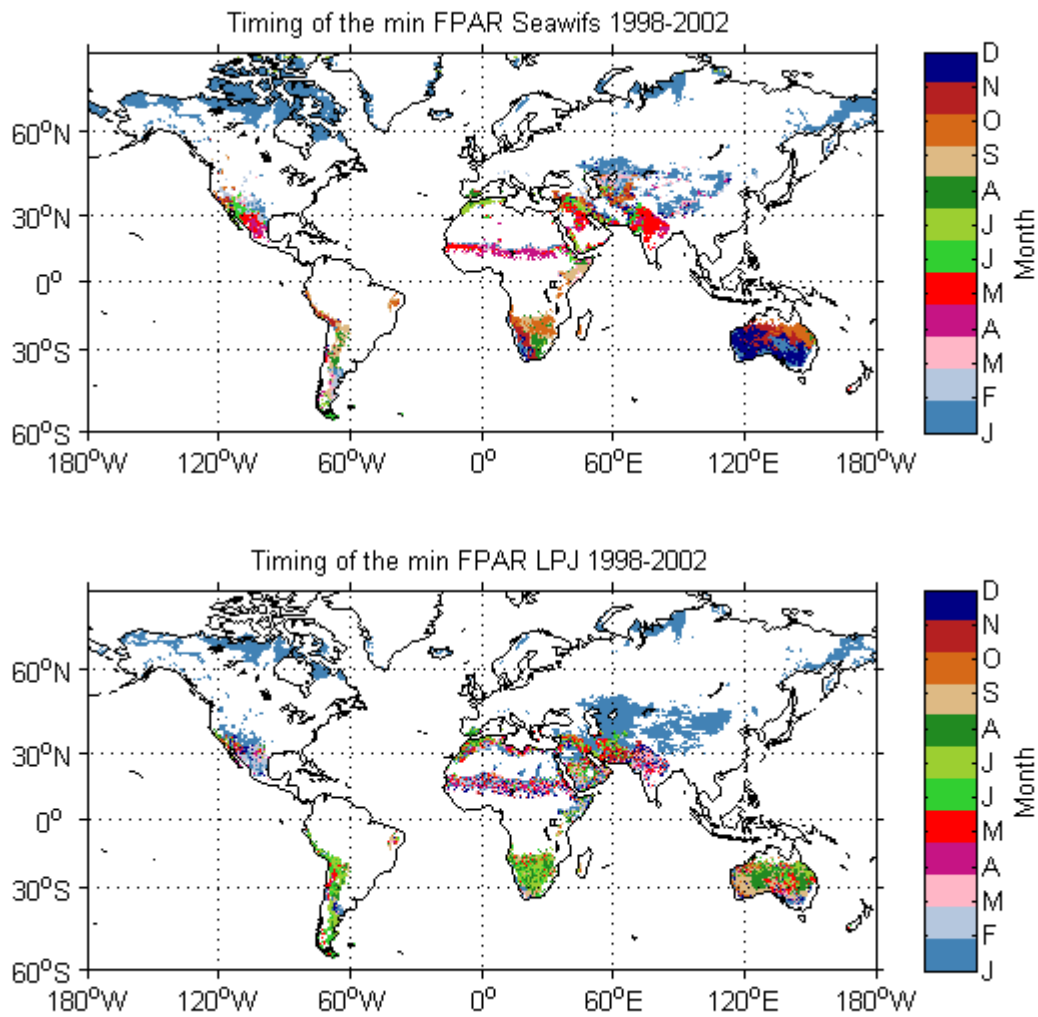 Timing of the min FPAR Seawifs 1998-2002
60°N
30°N
0°
30°S
60°S
180°W 120°W 60°W 0° 60°E 120°E 180°W
D
N
O
S
A
J
J
M
A
M
F
J
Month
Timing of the min FPAR LPJ 1998-2002
60°N
30°N
0°
30°S
60°S
180°W 120°W 60°W 0° 60°E 120°E 180°W
D
N
O
S
A
J
J
M
A
M
F
J
Month